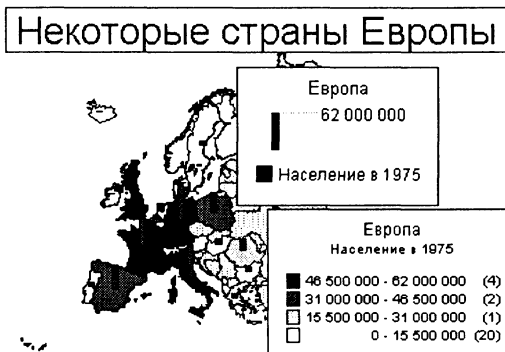 Некоторые страны Европы
Европа
62 000 000
Население в 1975
Европа
Население в 1975
46 500 000 - 62 000 000 (4)
31 000 000 - 46 500 000 (2)
15 500 000 - 31 000 000 (1)
0 - 15 500 000 (20)